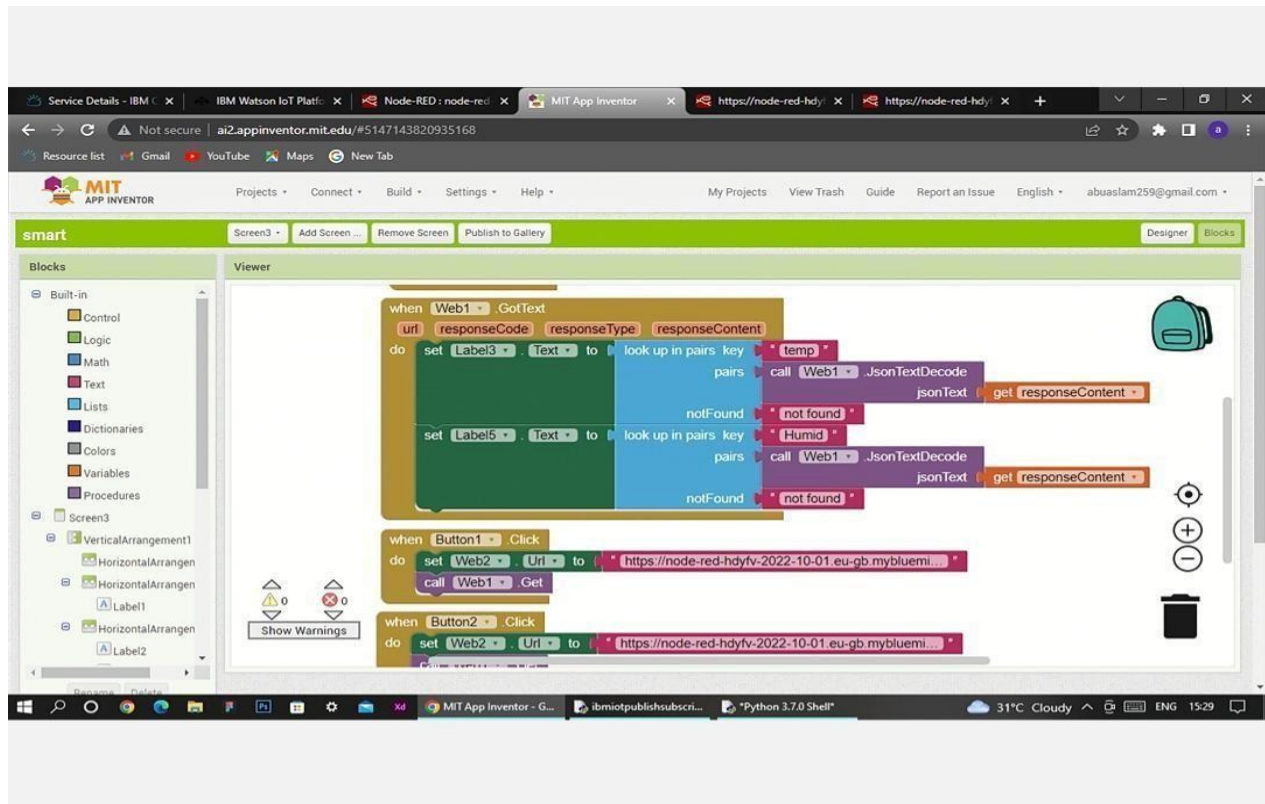 Service Details - IBM C
IBM Watson IoT Platfo
Node-RED : node-red
MIT App Inventor
https://node-red-hdyf
https://node-red-hdyf
Not secure | ai2.appinventor.mit.edu/#5147143820935168
a
Resource list Gmail YouTube Maps New Tab
MIT
APP INVENTOR
Projects Connect Build Settings Help My Projects View Trash Guide Report an Issue English abuaslam259@gmail.com
smart Screen3 Add Screen ... Remove Screen Publish to Gallery Designer Blocks
Blocks Viewer
Built-in
Control
Logic
Math
Text
Lists
Dictionaries
Colors
Variables
Procedures
Screen3
VerticalArrangement1
HorizontalArrangen
HorizontalArrangen
Label1
HorizontalArrangen
Label2
Rename Delete
when Web1 .GotText
url responseCode responseType responseContent
do set Label3 . Text to look up in pairs key " temp "
pairs call Web1 .JsonTextDecode
jsonText get responseContent
notFound " not found "
set Label5 . Text to look up in pairs key " Humid "
pairs call Web1 .JsonTextDecode
jsonText get responseContent
notFound " not found "
when Button1 .Click
do set Web2 . Url to " https://node-red-hdyfv-2022-10-01.eu-gb.mybluemi... "
call Web1 .Get
when Button2 .Click
do set Web2 . Url to " https://node-red-hdyfv-2022-10-01.eu-gb.mybluemi... "
0 0
Show Warnings
Ps Xd MIT App Inventor - G... ibmiotpublishsubscri... *Python 3.7.0 Shell* 31°C Cloudy ENG 15:29